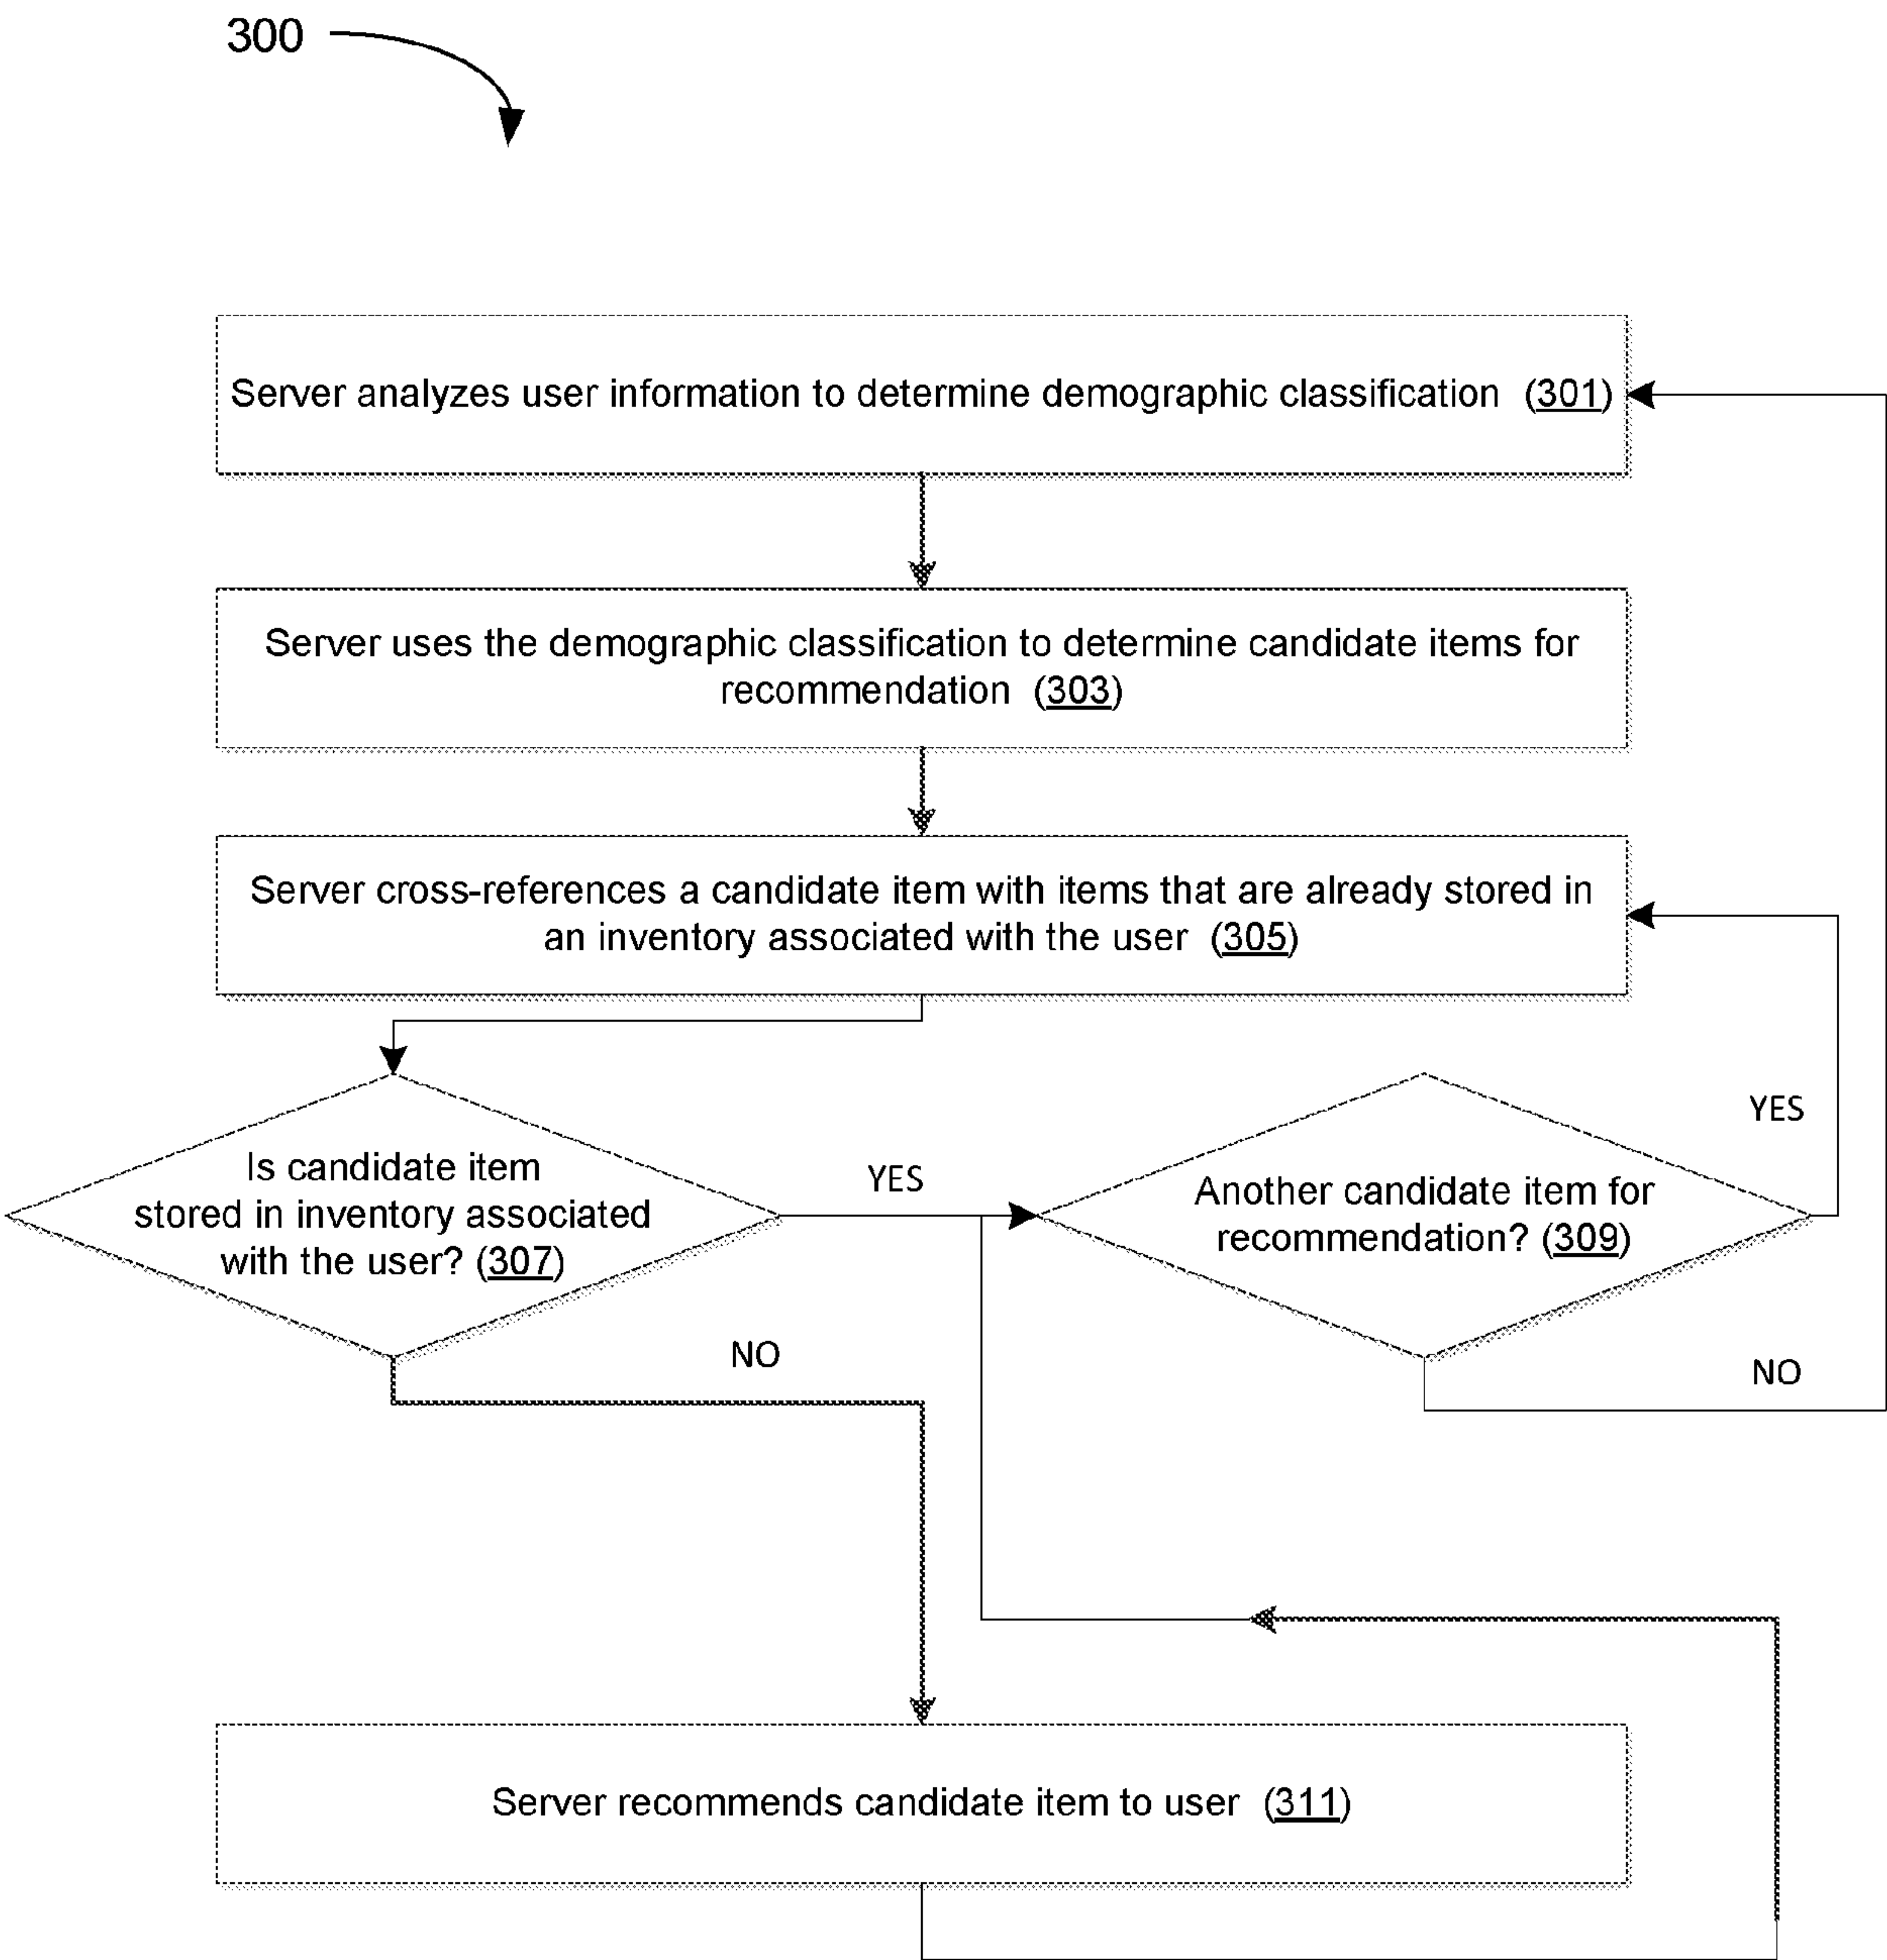 300
Server analyzes user information to determine demographic classification (301)
Server uses the demographic classification to determine candidate items for
recommendation (303)
Server cross-references a candidate item with items that are already stored in
an inventory associated with the user (305)
Is candidate item
stored in inventory associated
with the user? (307)
YES
Another candidate item for
recommendation? (309)
YES
NO
NO
Server recommends candidate item to user (311)